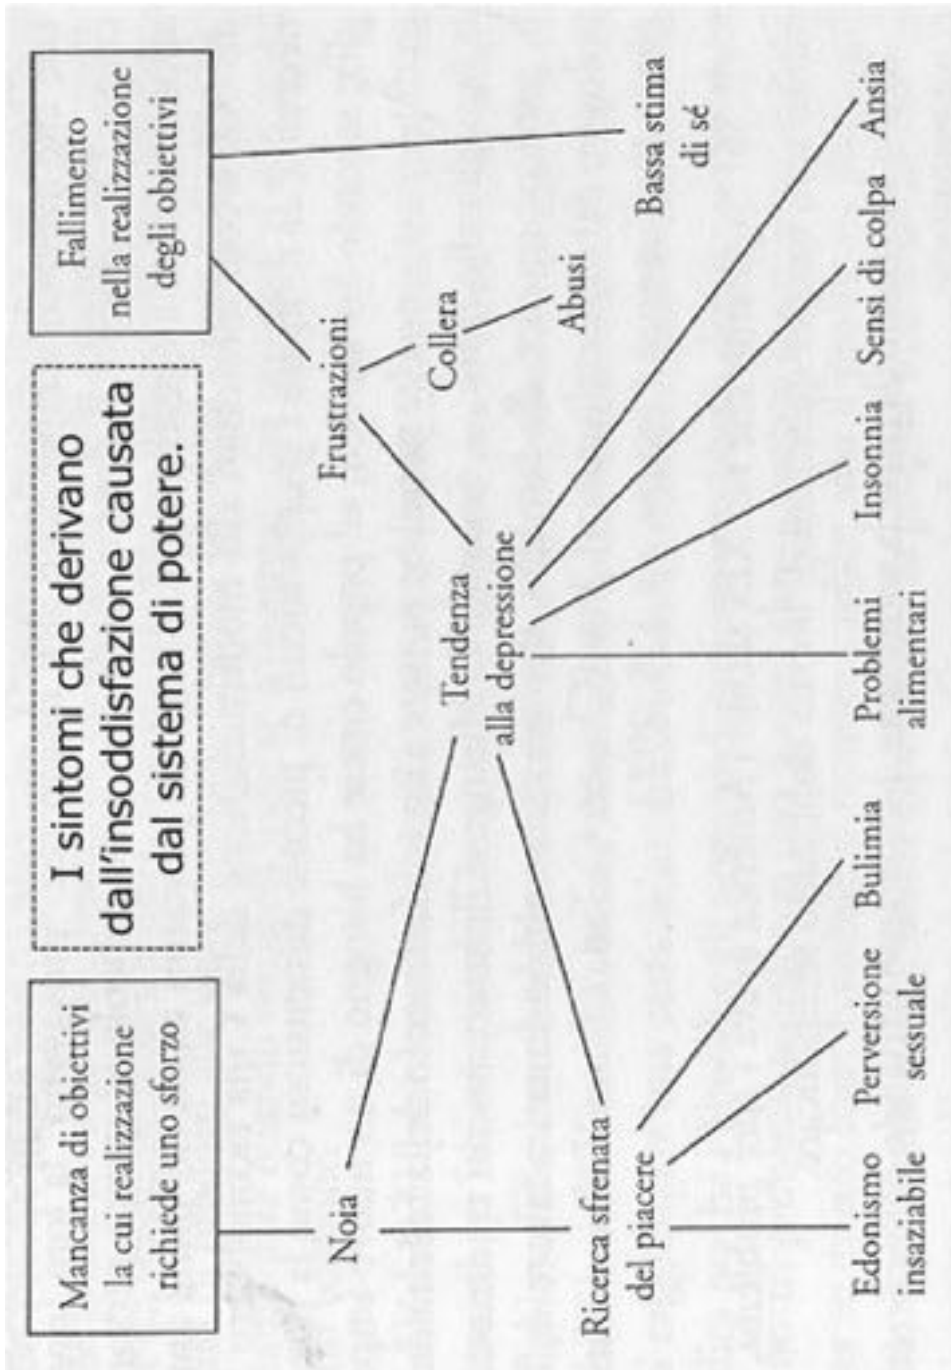 Mancanza di obiettivi
la cui realizzazione
richiede uno sforzo
I sintomi che derivano
dall'insoddisfazione causata
dal sistema di potere.
Fallimento
nella realizzazione
degli obiettivi
Noia
Frustrazioni
Collera
Tendenza
alla depressione
Abusi
Ricerca sfrenata
del piacere
Bassa stima
di sé
Edonismo
insaziabile
Perversione
sessuale
Bulimia
Problemi
alimentari
Insonnia
Sensi di colpa
Ansia